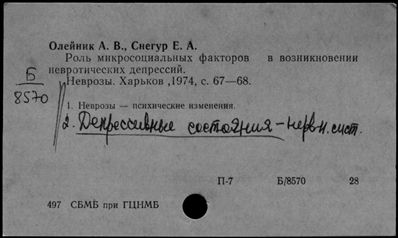 Олейник А. В., Снегур Е. А.
Роль микросоциальных факторов в возникновении
невротических депрессий.
Неврозы. Харьков ,1974, с. 67—68.
Б
8570
1. Неврозы — психические изменения.
2. Депрессивные состояния - нервн. сист.
П-7 Б/8570 28
497 СБМБ при ГЦНМБ